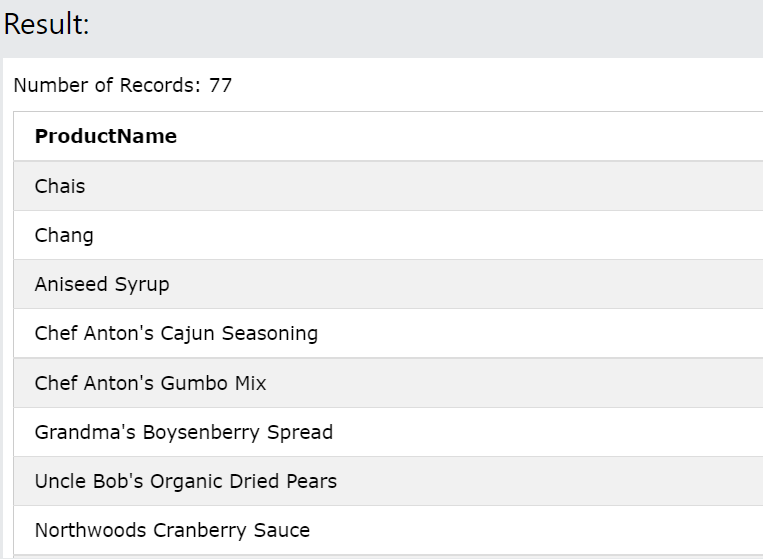 Result:
Number of Records: 77
ProductName
Chais
Chang
Aniseed Syrup
Chef Anton's Cajun Seasoning
Chef Anton's Gumbo Mix
Grandma's Boysenberry Spread
Uncle Bob's Organic Dried Pears
Northwoods Cranberry Sauce